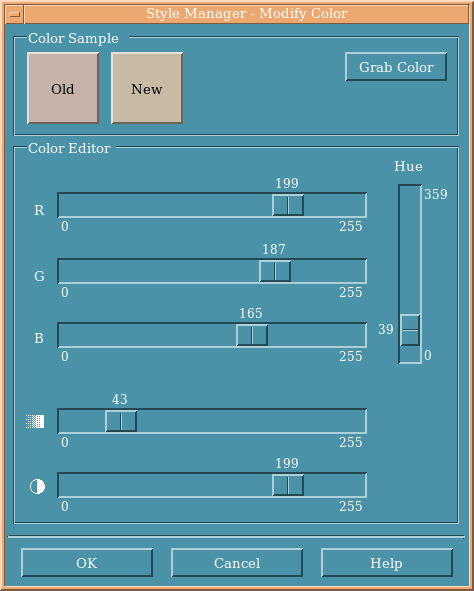 Style Manager - Modify Color
Color Sample
Old
New
Grab Color
Color Editor
Hue
199
R
0
255
187
G
0
255
165
B
0
255
359
39
0
43
0
255
199
0
255
OK
Cancel
Help